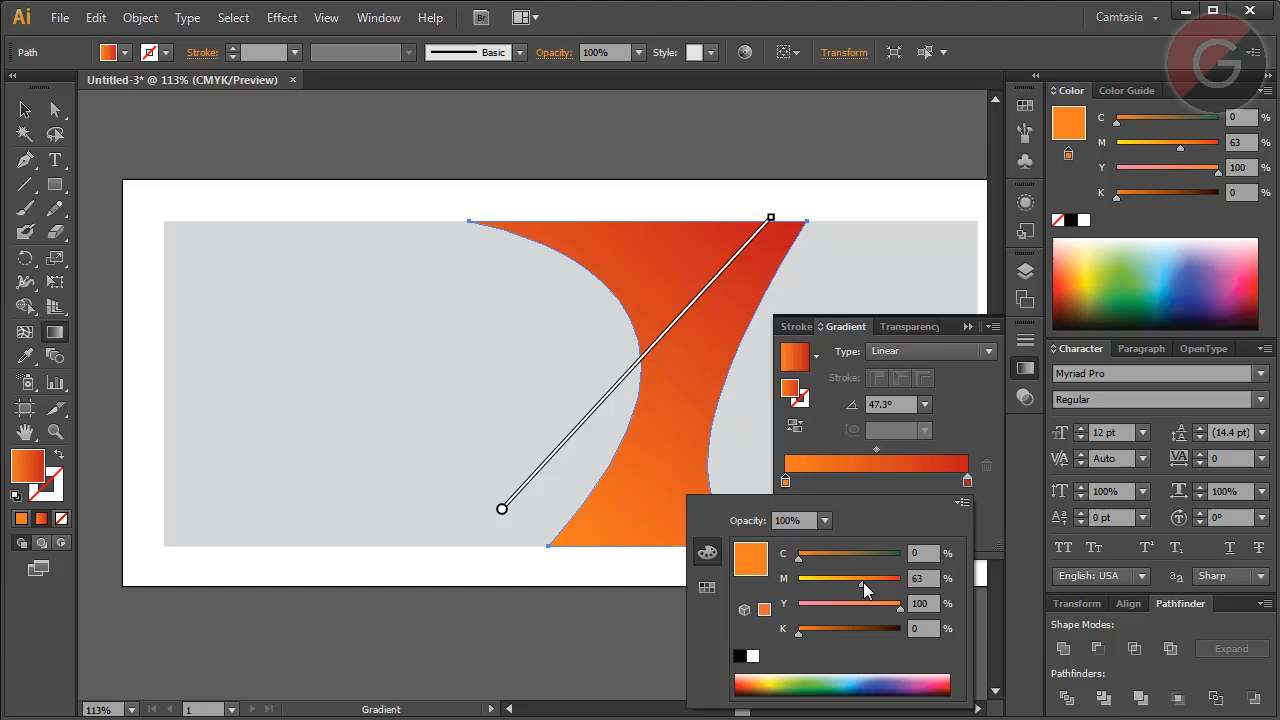 Ai File Edit Object Type Select Effect View Window Help Br Camtasia
Path Stroke: Basic Opacity: 100% Style: Transform
G
Untitled-3* @ 113% (CMYK/Preview) ×
Color Color Guide
C 0 %
M 63 %
Y 100 %
K 0 %
Stroke Gradient Transparency
Type: Linear
Stroke:
47.3°
Character Paragraph OpenType
Myriad Pro
Regular
12 pt (14.4 pt)
Auto 0
100% 100%
0 pt 0°
TT Tr T¹ T₁ T T
English: USA Sharp
Opacity: 100%
C 0 %
M 63 %
Y 100 %
K 0 %
Transform Align Pathfinder
Shape Modes:
Expand
Pathfinders:
113% 1 Gradient